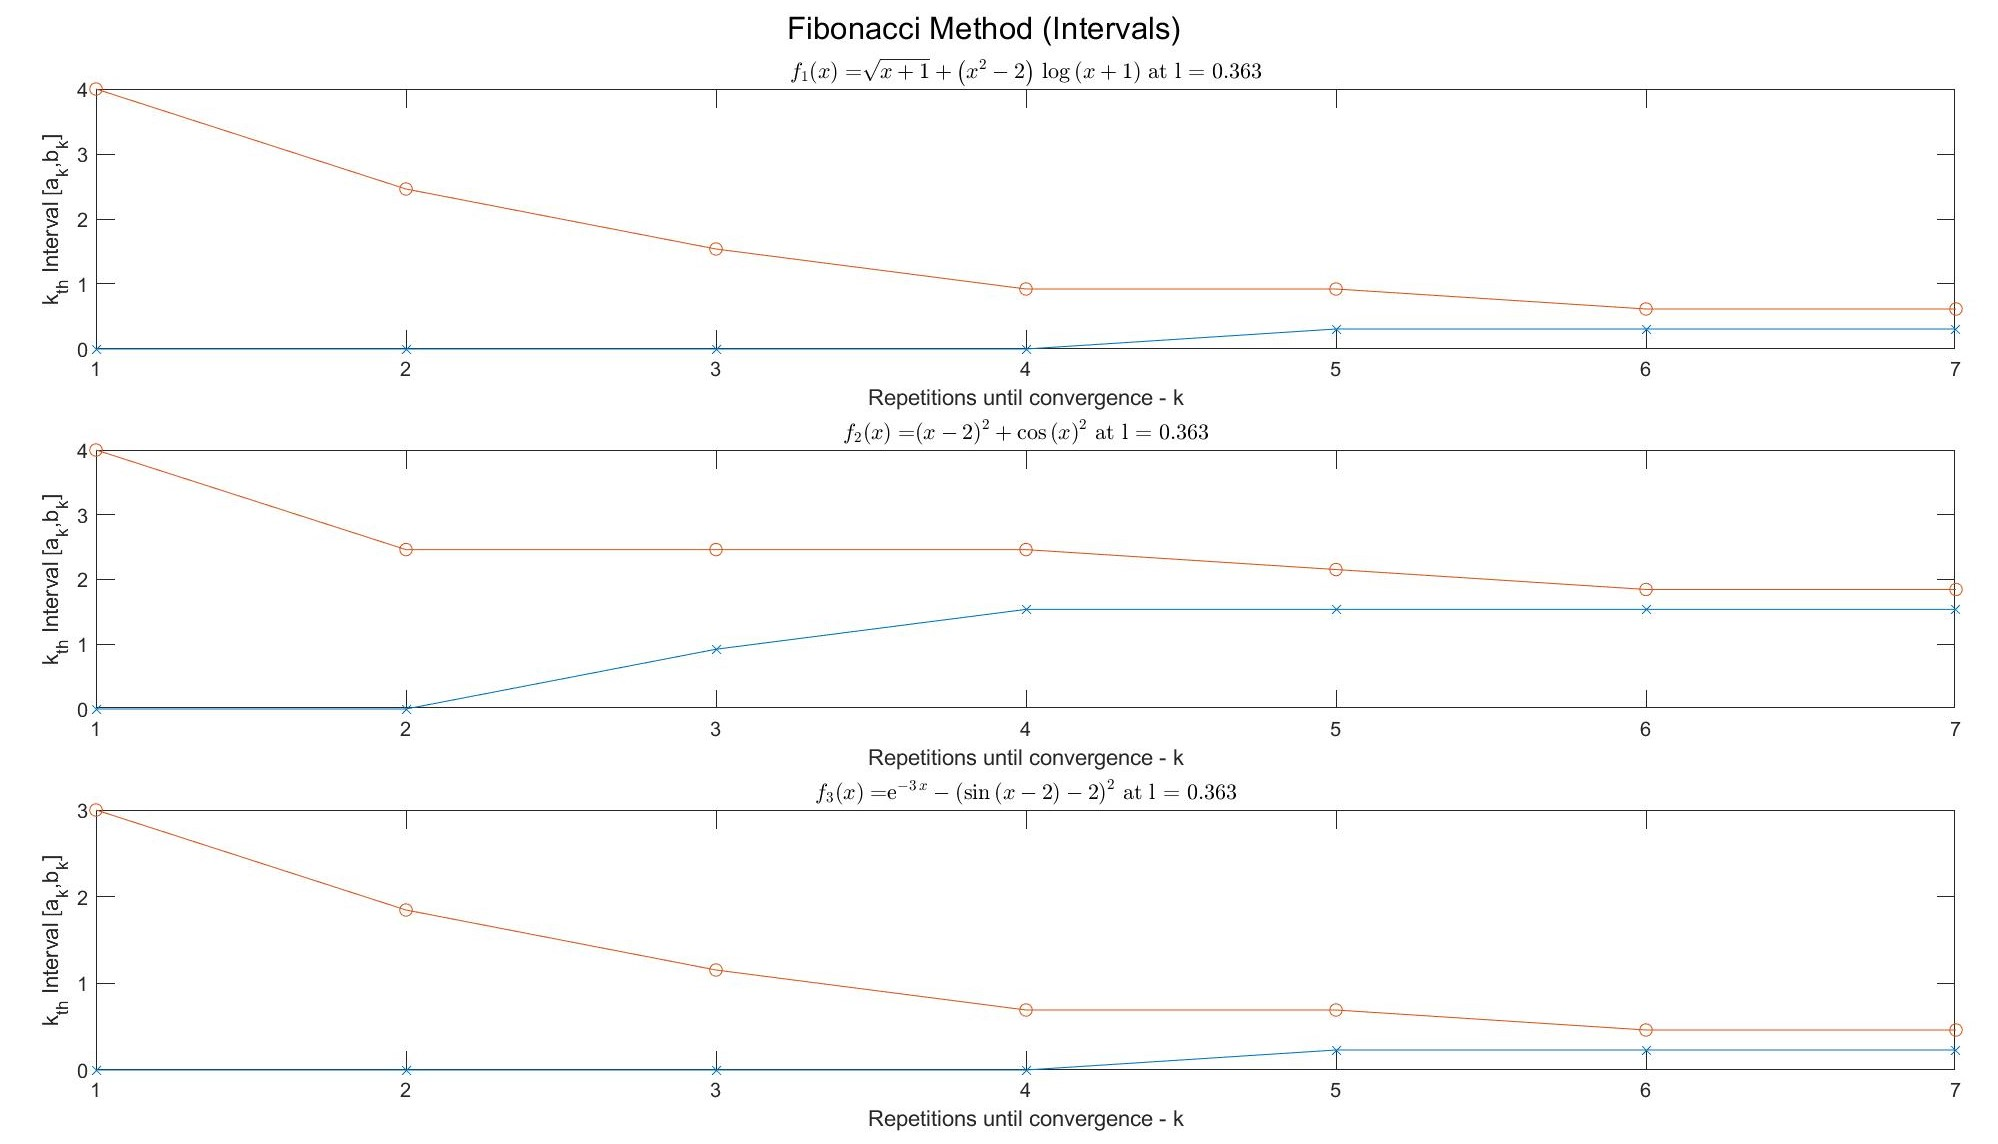 Fibonacci Method (Intervals)
f₁(x) =√(x + 1) + (x² − 2) log (x + 1) at l = 0.363
4
3
2
1
0
k_th Interval [a_k,b_k]
1 2 3 4 5 6 7
Repetitions until convergence - k
f₂(x) =(x − 2)² + cos (x)² at l = 0.363
4
3
2
1
0
k_th Interval [a_k,b_k]
1 2 3 4 5 6 7
Repetitions until convergence - k
f₃(x) =e⁻³ˣ − (sin (x − 2) − 2)² at l = 0.363
3
2
1
0
k_th Interval [a_k,b_k]
1 2 3 4 5 6 7
Repetitions until convergence - k